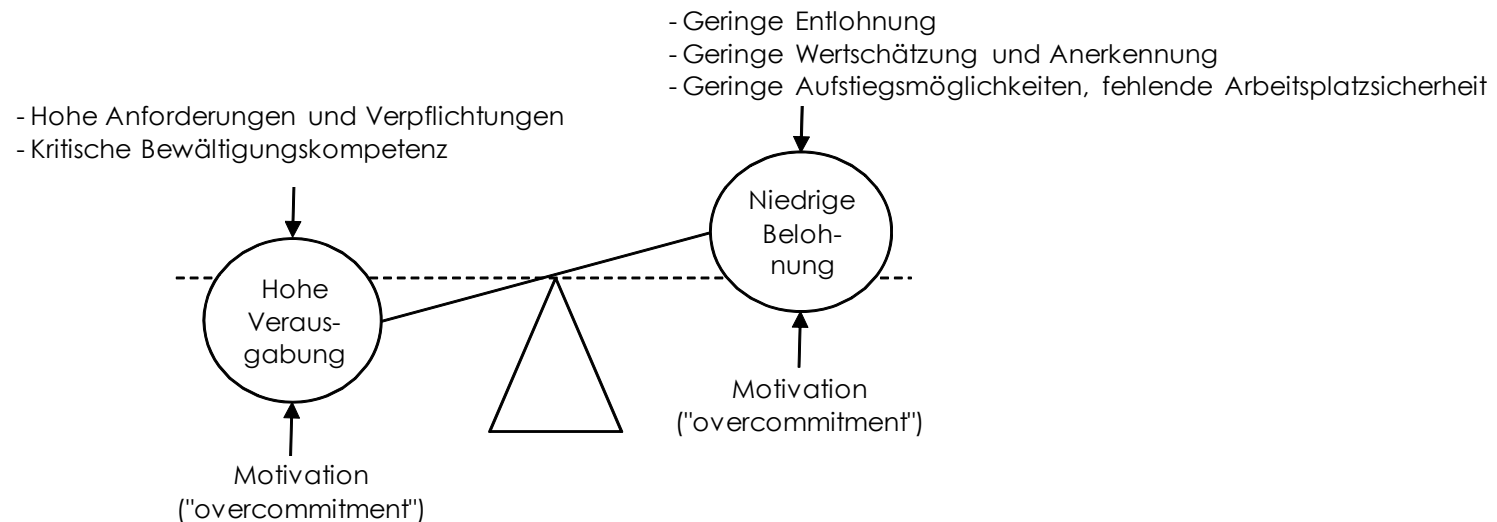 - Geringe Entlohnung
- Geringe Wertschätzung und Anerkennung
- Geringe Aufstiegsmöglichkeiten, fehlende Arbeitsplatzsicherheit
- Hohe Anforderungen und Verpflichtungen
- Kritische Bewältigungskompetenz
Niedrige
Beloh-
nung
Hohe
Veraus-
gabung
Motivation
("overcommitment")
Motivation
("overcommitment")